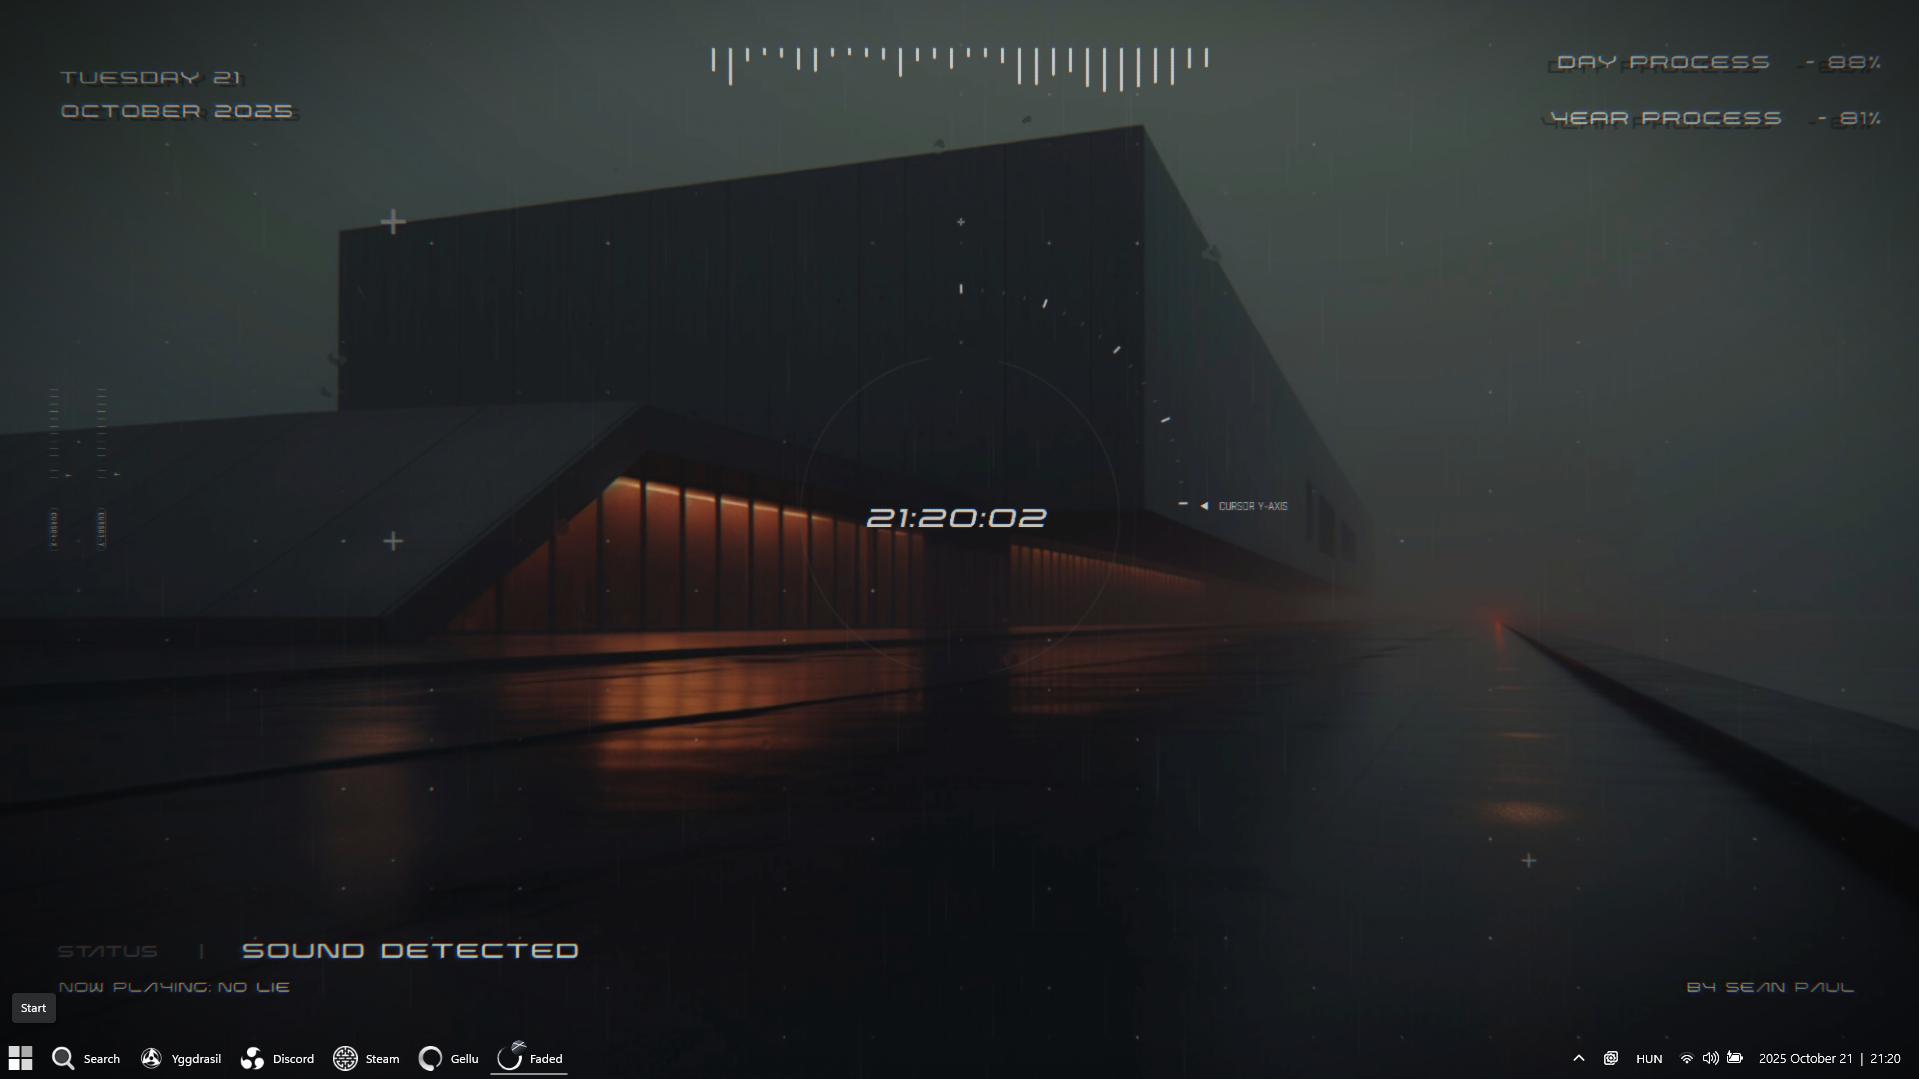 TUESDAY 21
OCTOBER 2025
DAY PROCESS - 88%
YEAR PROCESS - 81%
CURSOR-X
CURSOR-Y
21:20:02
CURSOR Y-AXIS
STATUS | SOUND DETECTED
NOW PLAYING: NO LIE
BY SEAN PAUL
Start
Search
Yggdrasil
Discord
Steam
Gellu
Faded
HUN
2025 October 21 | 21:20